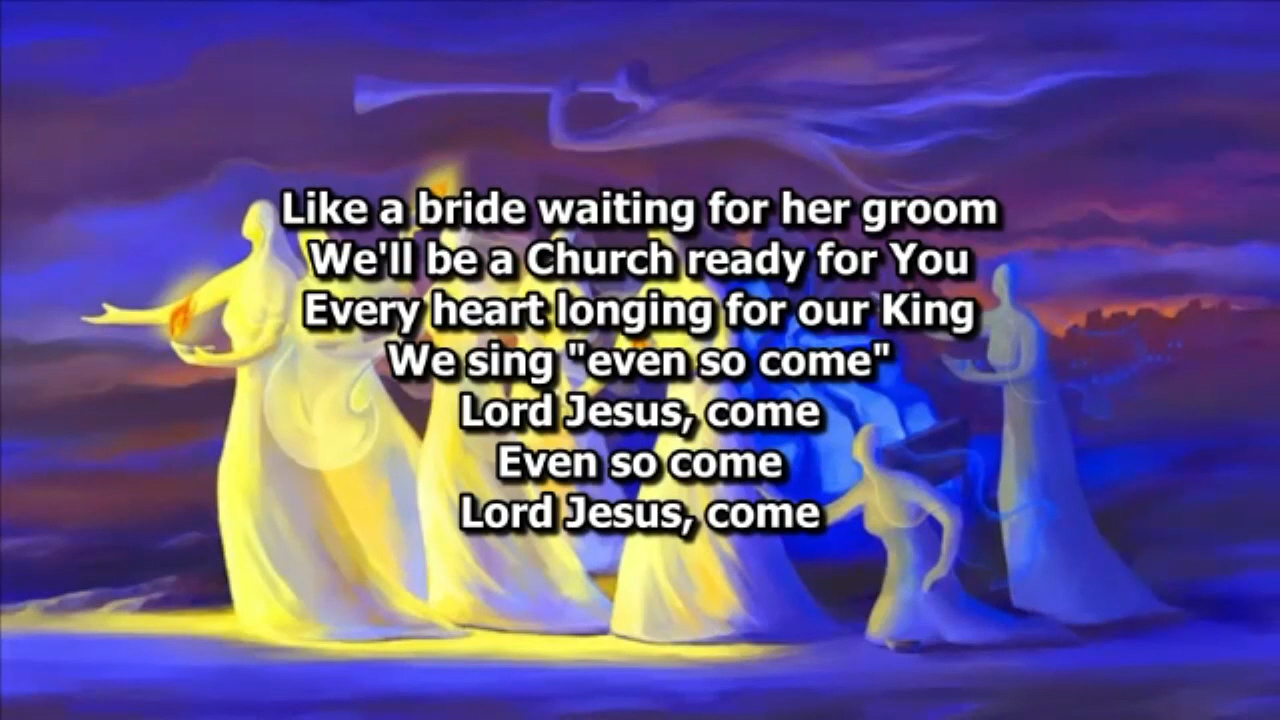 Like a bride waiting for her groom
We'll be a Church ready for You
Every heart longing for our King
We sing "even so come"
Lord Jesus, come
Even so come
Lord Jesus, come